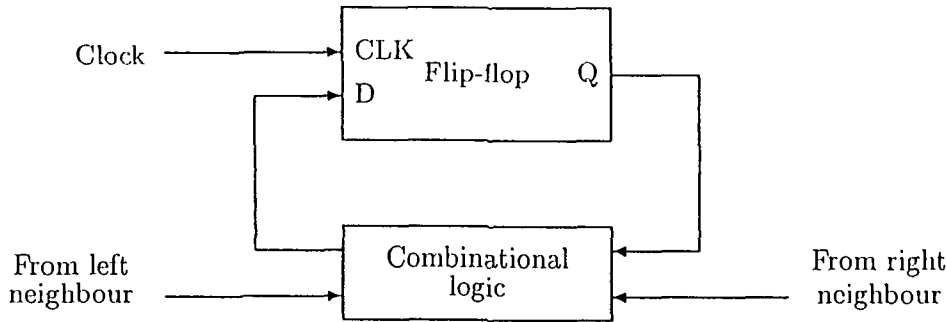 Clock
CLK
Flip-flop
Q
D
Combinational
logic
From left
neighbour
From right
neighbour